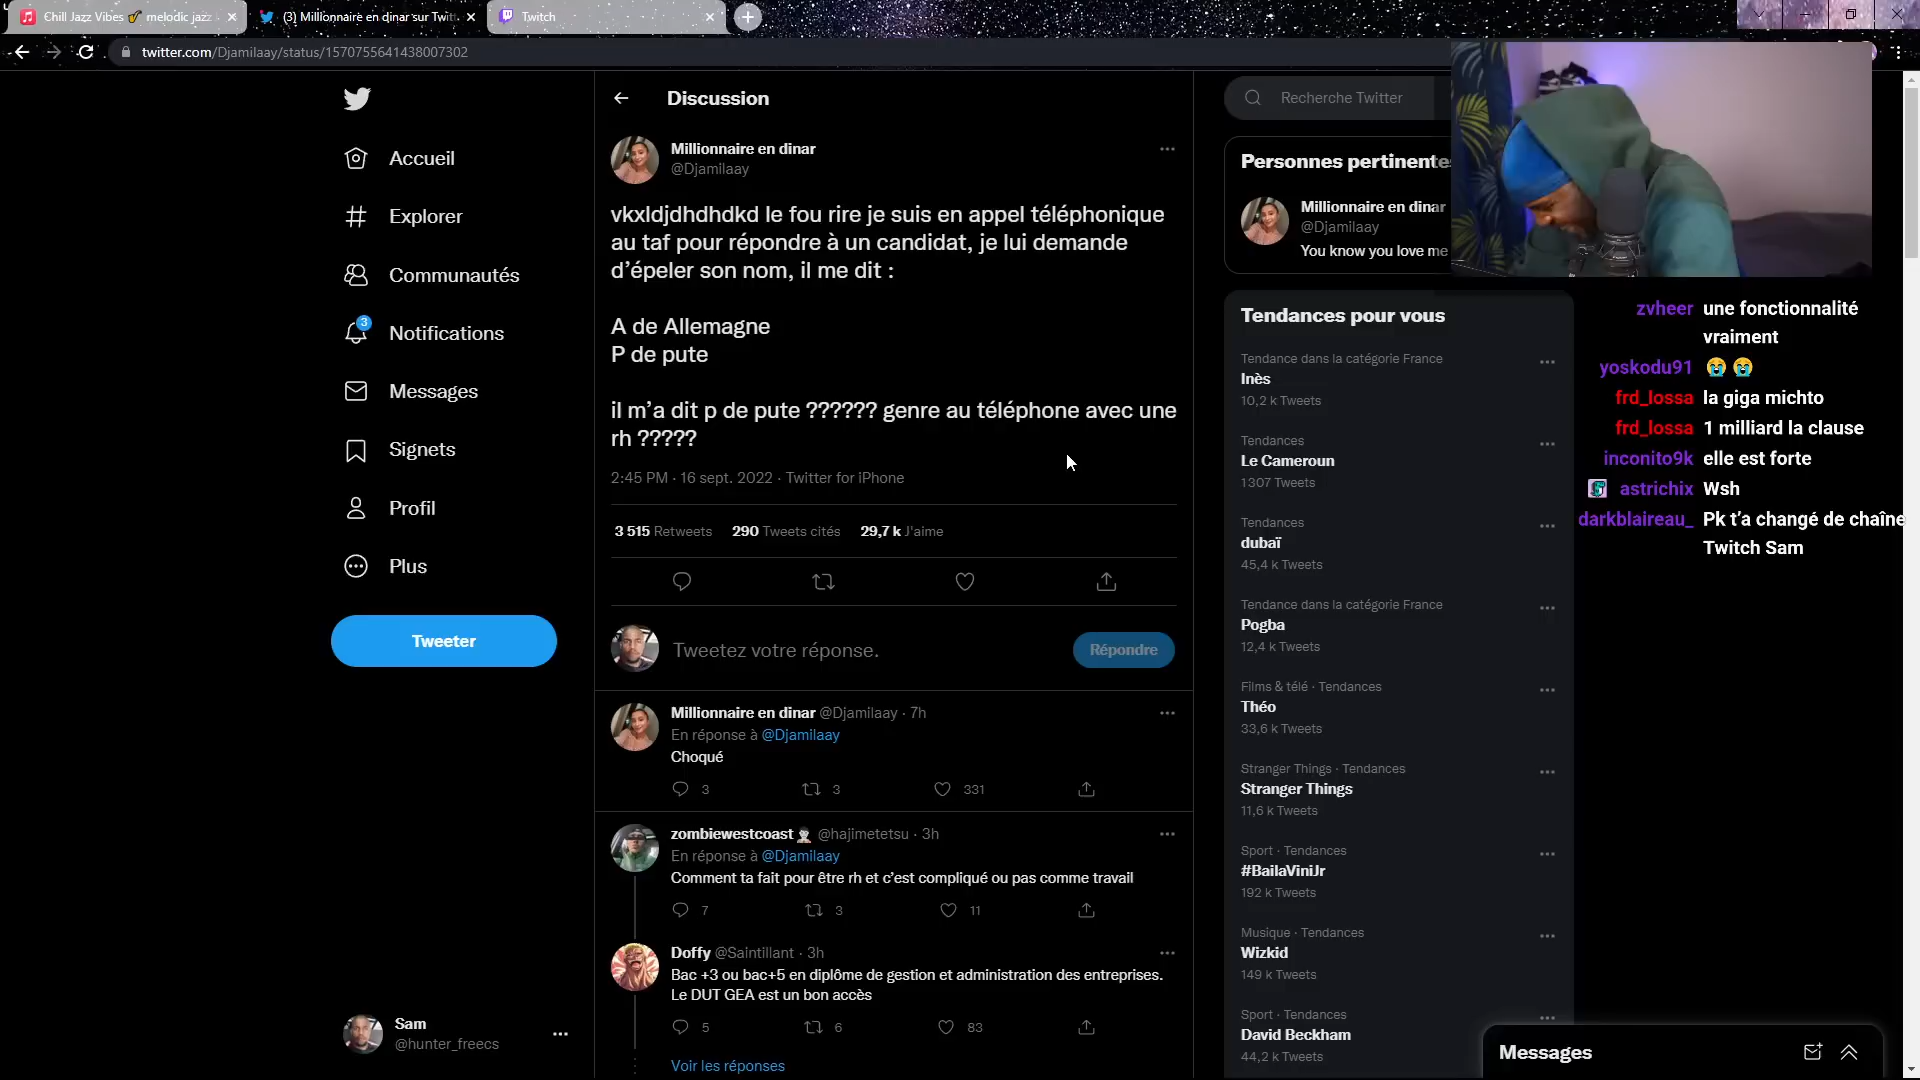 Chill Jazz Vibes 🎷 melodic jazz
(3) Millionnaire en dinar sur Twit
Twitch
twitter.com/Djamilaay/status/1570755641438007302
Accueil
Explorer
Communautés
3
Notifications
Messages
Signets
Profil
Plus
Tweeter
Sam
@hunter_freecs
Discussion
Millionnaire en dinar
@Djamilaay
vkxldjdhdhdkd le fou rire je suis en appel téléphonique
au taf pour répondre à un candidat, je lui demande
d’épeler son nom, il me dit :
A de Allemagne
P de pute
il m’a dit p de pute ?????? genre au téléphone avec une
rh ?????
2:45 PM · 16 sept. 2022 · Twitter for iPhone
3 515 Retweets 290 Tweets cités 29,7 k J'aime
Tweetez votre réponse.
Répondre
Millionnaire en dinar @Djamilaay · 7h
En réponse à @Djamilaay
Choqué
3 3 331
zombiewestcoast @hajimetetsu · 3h
En réponse à @Djamilaay
Comment ta fait pour être rh et c’est compliqué ou pas comme travail
7 3 11
Doffy @Saintillant · 3h
Bac +3 ou bac+5 en diplôme de gestion et administration des entreprises.
Le DUT GEA est un bon accès
5 6 83
Voir les réponses
Recherche Twitter
Personnes pertinentes
Millionnaire en dinar
@Djamilaay
You know you love me
Tendances pour vous
Tendance dans la catégorie France
Inès
10,2 k Tweets
Tendances
Le Cameroun
1307 Tweets
Tendances
dubaï
45,4 k Tweets
Tendance dans la catégorie France
Pogba
12,4 k Tweets
Films & télé · Tendances
Théo
33,6 k Tweets
Stranger Things · Tendances
Stranger Things
11,6 k Tweets
Sport · Tendances
#BailaViniJr
192 k Tweets
Musique · Tendances
Wizkid
149 k Tweets
Sport · Tendances
David Beckham
44,2 k Tweets
zvheer une fonctionnalité
vraiment
yoskodu91 😭 😭
frd_lossa la giga michto
frd_lossa 1 milliard la clause
inconito9k elle est forte
astrichix Wsh
darkblaireau_ Pk t’a changé de chaîne
Twitch Sam
Messages